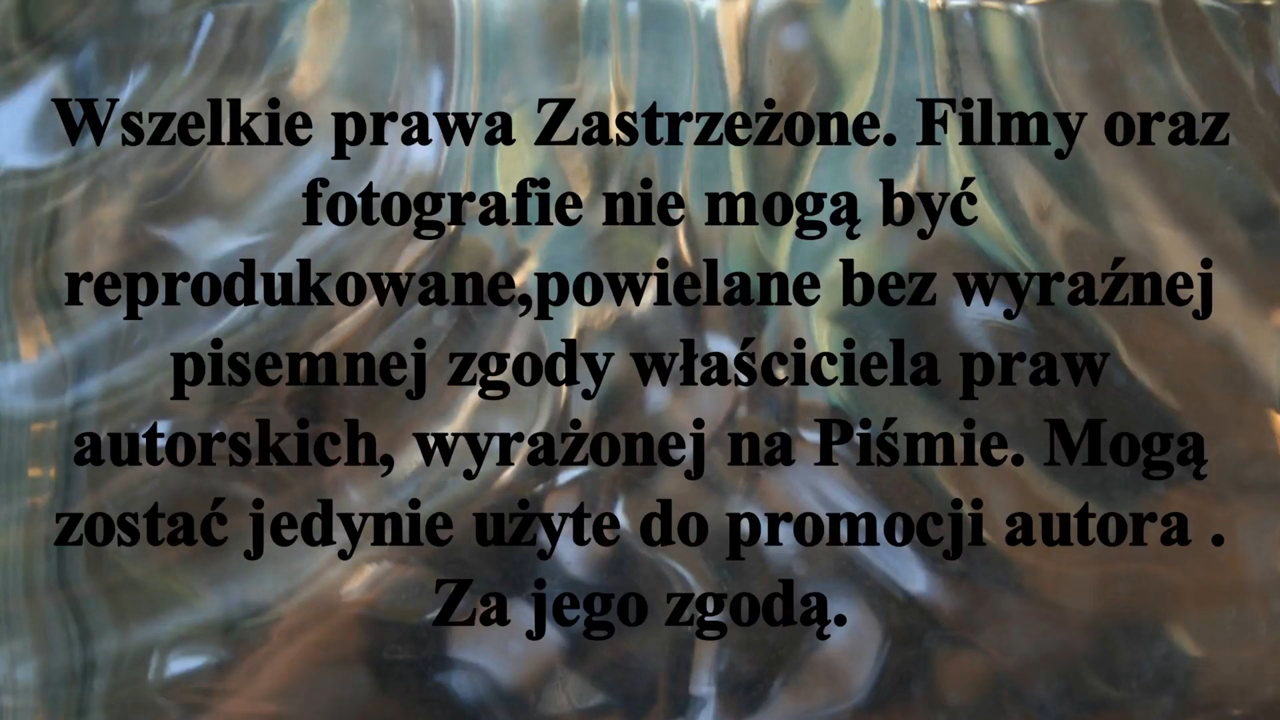 Wszelkie prawa Zastrzeżone. Filmy oraz
fotografie nie mogą być
reprodukowane,powielane bez wyraźnej
pisemnej zgody właściciela praw
autorskich, wyrażonej na Piśmie. Mogą
zostać jedynie użyte do promocji autora .
Za jego zgodą.